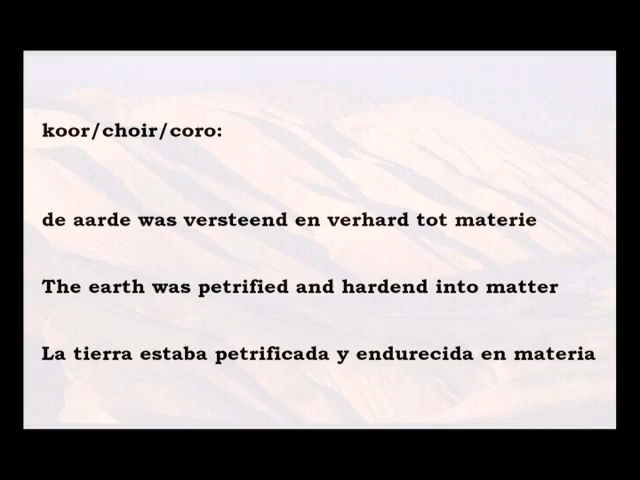 koor/choir/coro:
de aarde was versteend en verhard tot materie
The earth was petrified and hardend into matter
La tierra estaba petrificada y endurecida en materia